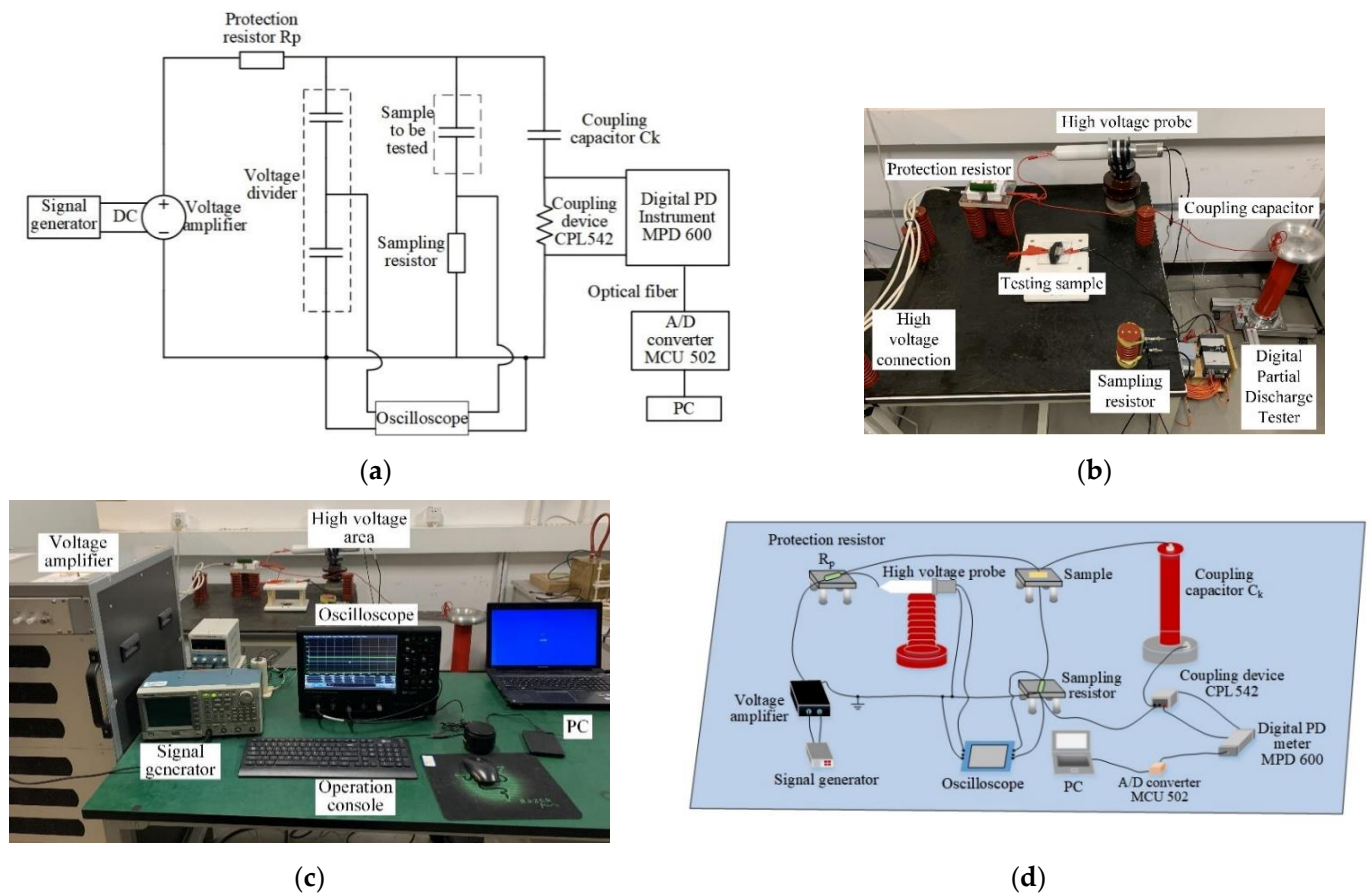 Protection
resistor Rp
Signal
generator
DC
+
−
Voltage
amplifier
Voltage
divider
Sample
to be
tested
Sampling
resistor
Coupling
capacitor Ck
Coupling
device
CPL542
Digital PD
Instrument
MPD 600
Optical fiber
A/D
converter
MCU 502
PC
Oscilloscope
(a)
High voltage probe
Protection resistor
Coupling capacitor
Testing sample
High
voltage
connection
Sampling
resistor
Digital
Partial
Discharge
Tester
(b)
Voltage
amplifier
High voltage
area
Oscilloscope
Signal
generator
PC
Operation
console
(c)
Protection resistor
Rp
High voltage probe
Sample
Coupling
capacitor Ck
Voltage
amplifier
Sampling
resistor
Coupling device
CPL 542
Signal generator
Oscilloscope
PC
A/D converter
MCU 502
Digital PD
meter
MPD 600
(d)